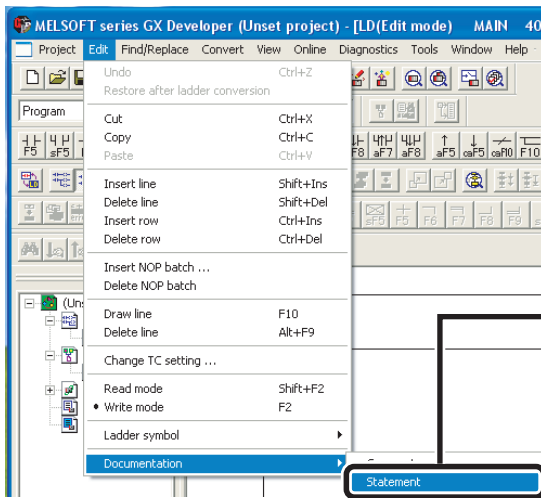 MELSOFT series GX Developer (Unset project) - [LD(Edit mode) MAIN 40
Project Edit Find/Replace Convert View Online Diagnostics Tools Window Help
Undo Ctrl+Z
Restore after ladder conversion
Program
Cut Ctrl+X
Copy Ctrl+C
Paste Ctrl+V
F5 sF5 F8 aF7 aF8 aF5 caF5 caF10 F10
Insert line Shift+Ins
Delete line Shift+Del
Insert row Ctrl+Ins
Delete row Ctrl+Del
sF5 F5 F6 F7 F8 F9
Insert NOP batch ...
Delete NOP batch
(Uns
Draw line F10
Delete line Alt+F9
Change TC setting ...
Read mode Shift+F2
• Write mode F2
Ladder symbol
Documentation
Statement